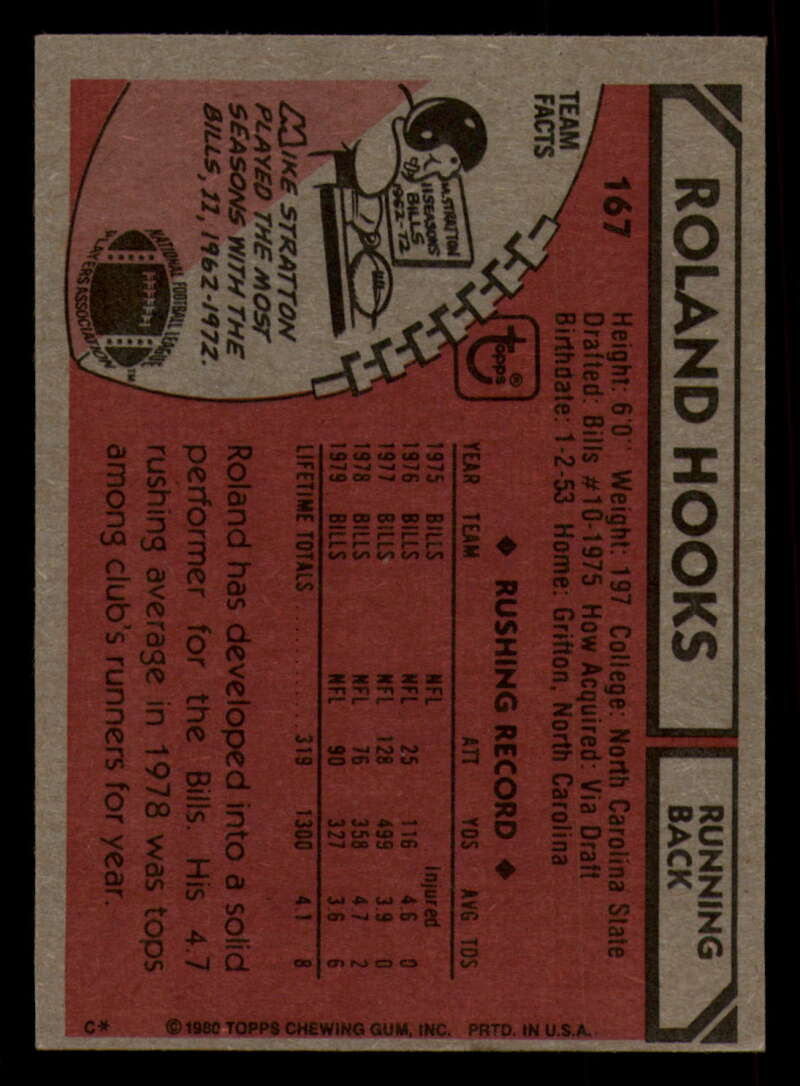 ROLAND HOOKS
RUNNING
BACK
167
Height: 6'0" Weight: 197 College: North Carolina State
Drafted: Bills #10-1975 How Acquired: Via Draft
Birthdate: 1-2-53 Home: Grifton, North Carolina
TEAM
FACTS
M.STRATTON
11 SEASONS
BILLS
1962-72
MIKE STRATTON
PLAYED THE MOST
SEASONS WITH THE
BILLS, 11, 1962-1972.
NATIONAL FOOTBALL LEAGUE
PLAYERS ASSOCIATION™
topps®
◆ RUSHING RECORD ◆
YEAR TEAM ATT YDS AVG TDS
1975 BILLS NFL Injured
1976 BILLS NFL 25 116 4.6 0
1977 BILLS NFL 128 499 3.9 0
1978 BILLS NFL 76 358 4.7 2
1979 BILLS NFL 90 327 3.6 6
LIFETIME TOTALS .......... 319 1300 4.1 8
Roland has developed into a solid
performer for the Bills. His 4.7
rushing average in 1978 was tops
among club's runners for year.
C* ©1980 TOPPS CHEWING GUM, INC. PRTD. IN U.S.A.